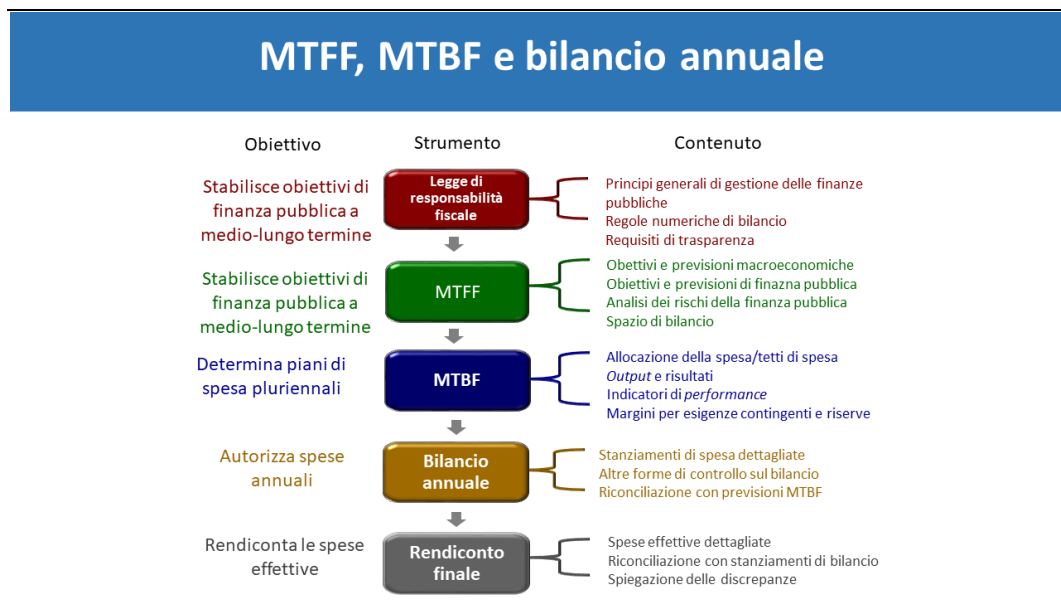 MTFF, MTBF e bilancio annuale
Obiettivo
Strumento
Contenuto
Stabilisce obiettivi di
finanza pubblica a
medio-lungo termine
Legge di
responsabilità
fiscale
Principi generali di gestione delle finanze
pubbliche
Regole numeriche di bilancio
Requisiti di trasparenza
Stabilisce obiettivi di
finanza pubblica a
medio-lungo termine
MTFF
Obettivi e previsioni macroeconomiche
Obiettivi e previsioni di finazna pubblica
Analisi dei rischi della finanza pubblica
Spazio di bilancio
Determina piani di
spesa pluriennali
MTBF
Allocazione della spesa/tetti di spesa
Output e risultati
Indicatori di performance
Margini per esigenze contingenti e riserve
Autorizza spese
annuali
Bilancio
annuale
Stanziamenti di spesa dettagliate
Altre forme di controllo sul bilancio
Riconciliazione con previsioni MTBF
Rendiconta le spese
effettive
Rendiconto
finale
Spese effettive dettagliate
Riconciliazione con stanziamenti di bilancio
Spiegazione delle discrepanze